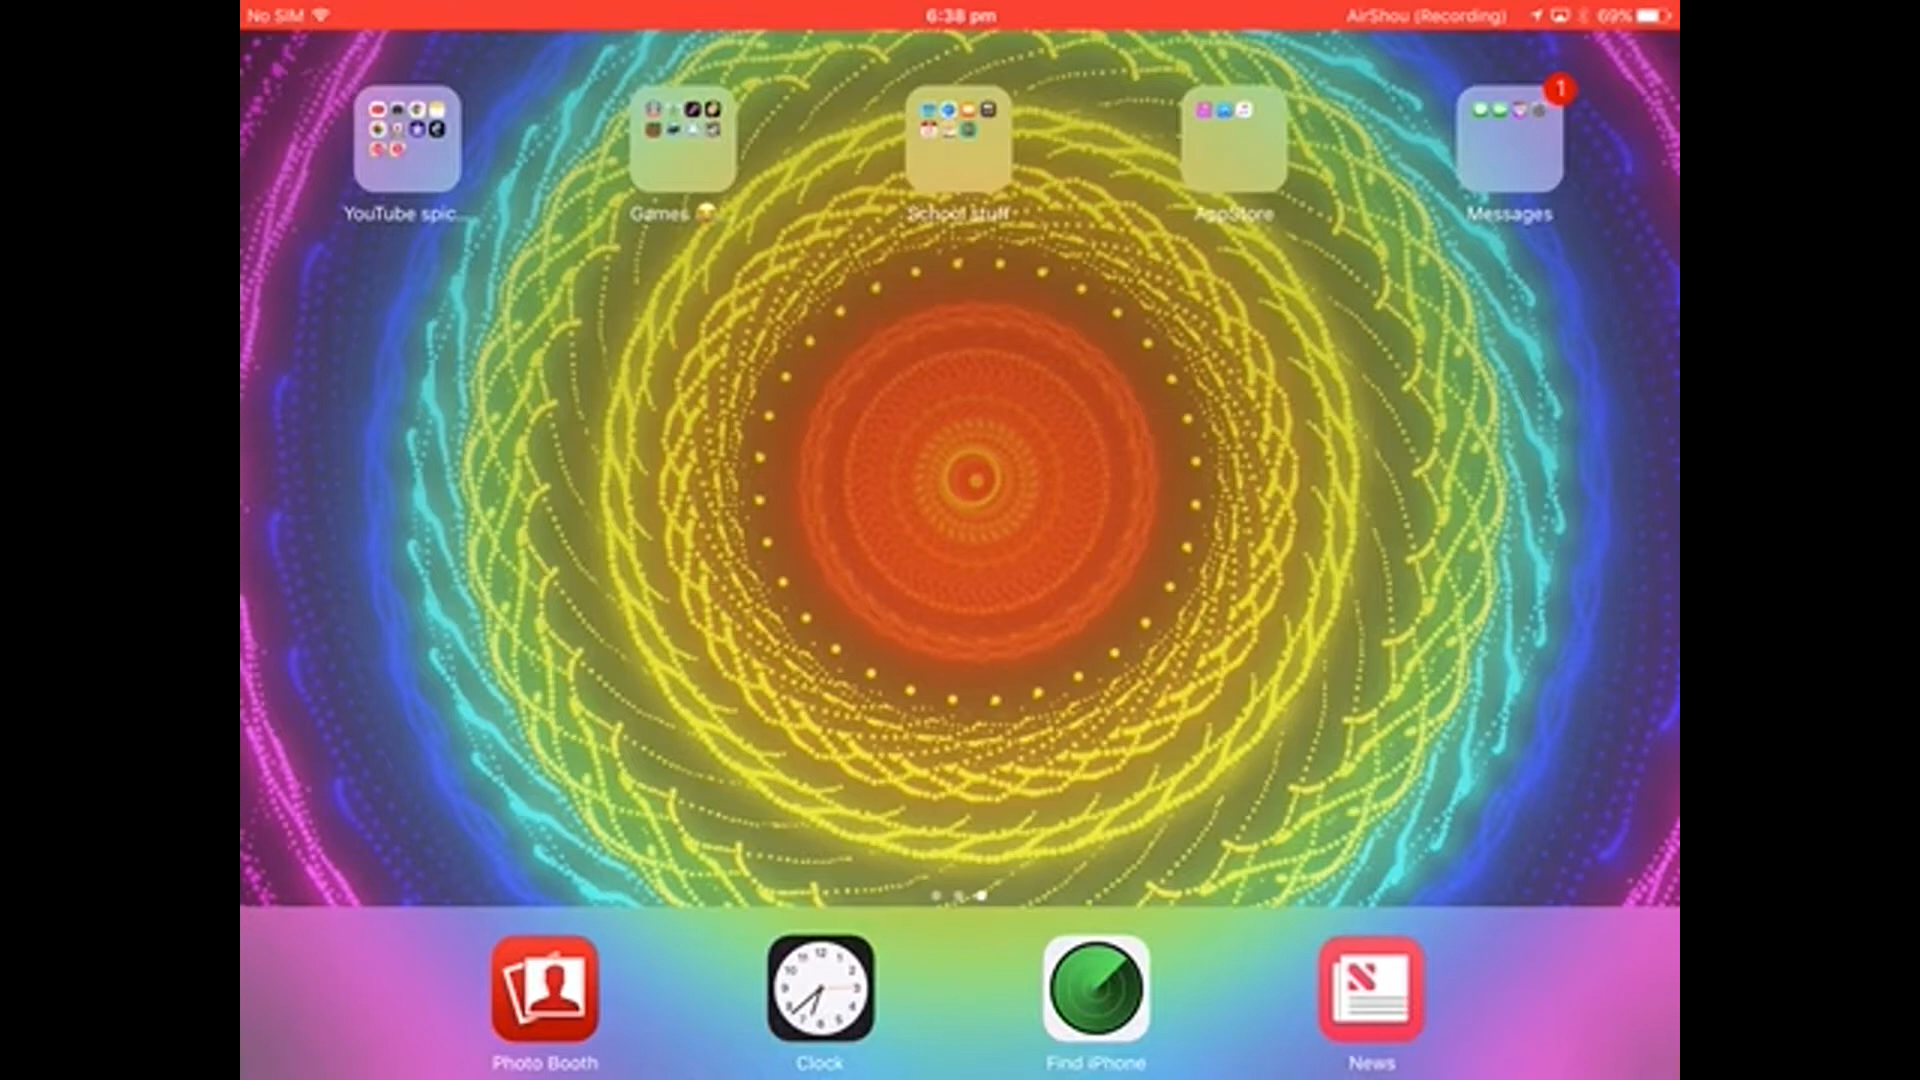 No SIM
6:38 pm
AirShou (Recording)
69%
1
YouTube spic...
Games 😂
School stuff
AppStore
Messages
12
Photo Booth
Clock
Find iPhone
News